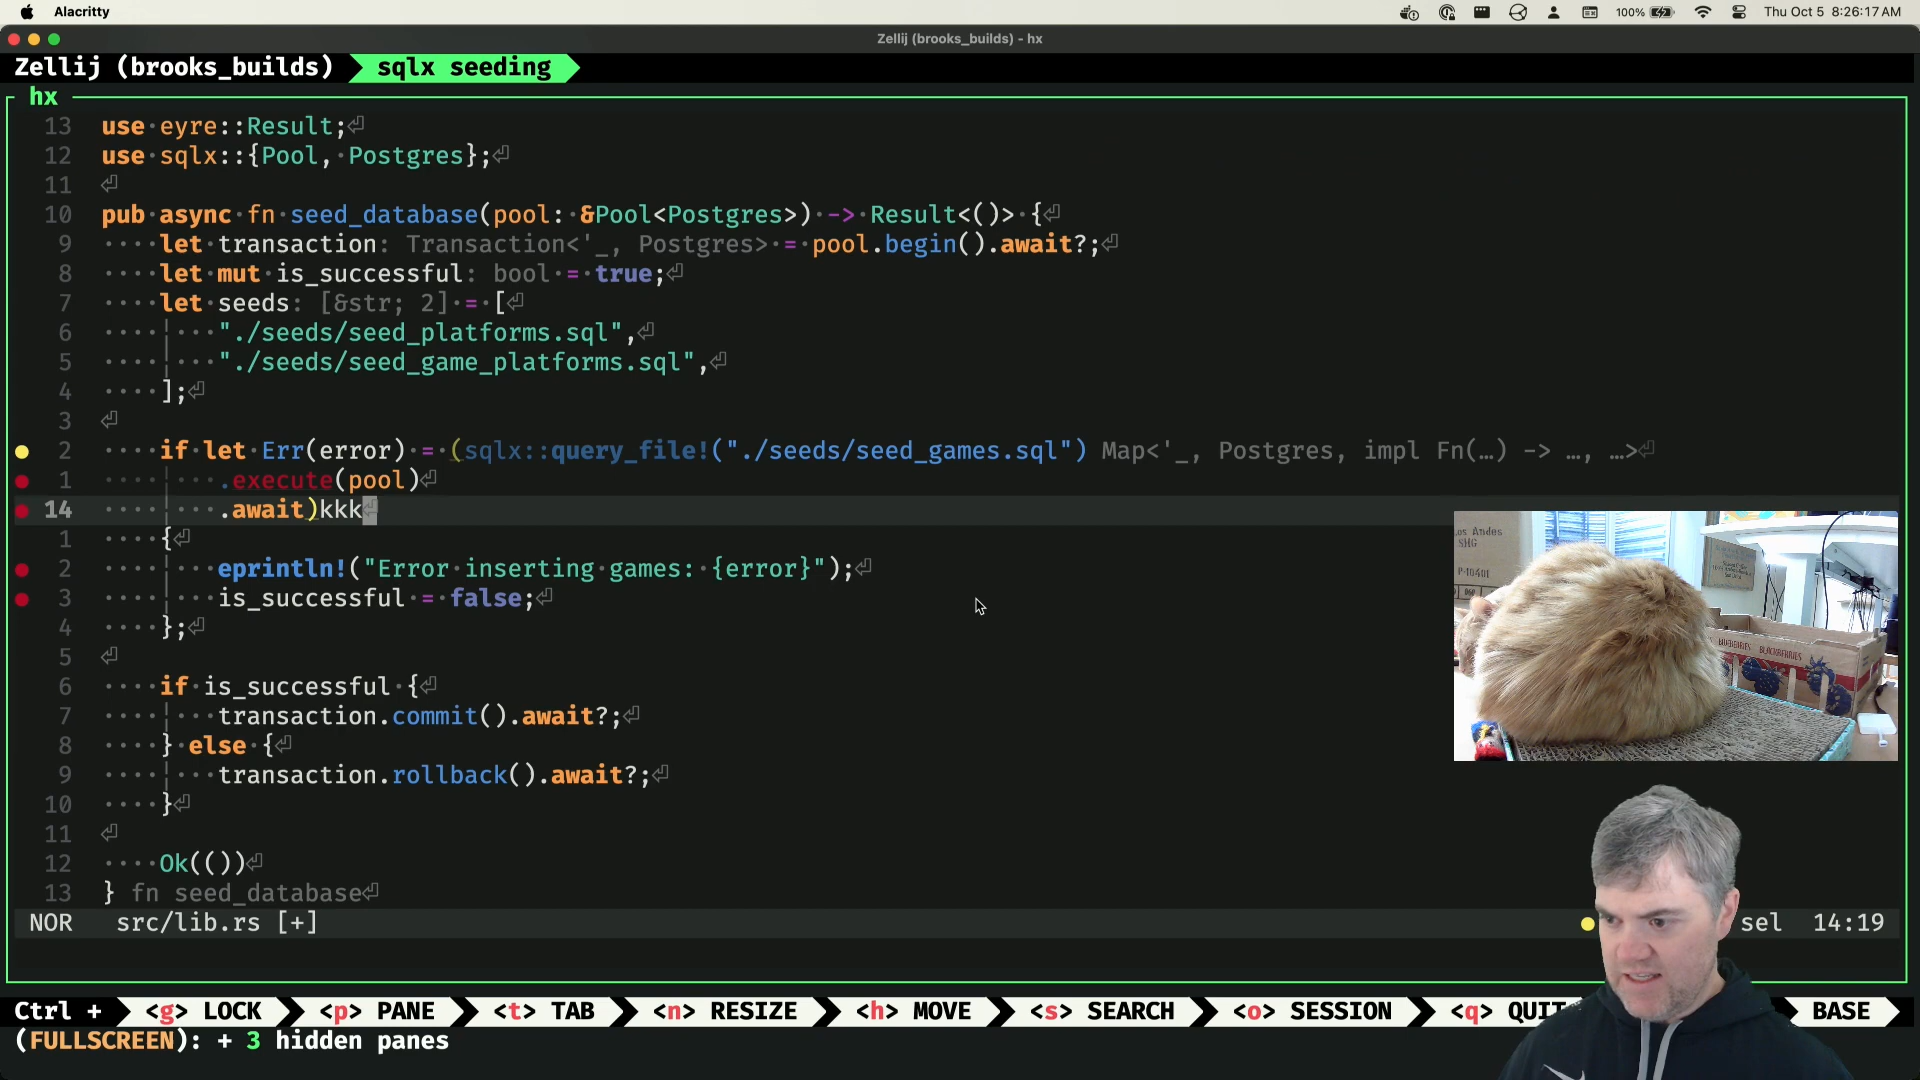 Alacritty 100% Thu Oct 5 8:26:17 AM
Zellij (brooks_builds) - hx
Zellij (brooks_builds) sqlx seeding
hx
13 use eyre::Result;
12 use sqlx::{Pool, Postgres};
11
10 pub async fn seed_database(pool: &Pool<Postgres>) -> Result<()> {
9 let transaction: Transaction<'_, Postgres> = pool.begin().await?;
8 let mut is_successful: bool = true;
7 let seeds: [&str; 2] = [
6 "./seeds/seed_platforms.sql",
5 "./seeds/seed_game_platforms.sql",
4 ];
3
2 if let Err(error) = (sqlx::query_file!("./seeds/seed_games.sql") Map<'_, Postgres, impl Fn(…) -> …, …>
1 .execute(pool)
14 .await)kkk
1 {
2 eprintln!("Error inserting games: {error}");
3 is_successful = false;
4 };
5
6 if is_successful {
7 transaction.commit().await?;
8 } else {
9 transaction.rollback().await?;
10 }
11
12 Ok(())
13 } fn seed_database
NOR src/lib.rs [+] sel 14:19
Ctrl + <g> LOCK <p> PANE <t> TAB <n> RESIZE <h> MOVE <s> SEARCH <o> SESSION <q> QUIT BASE
(FULLSCREEN): + 3 hidden panes
Los Andes
SMG
P-10401
BLUEBERRIES BLACKBERRIES